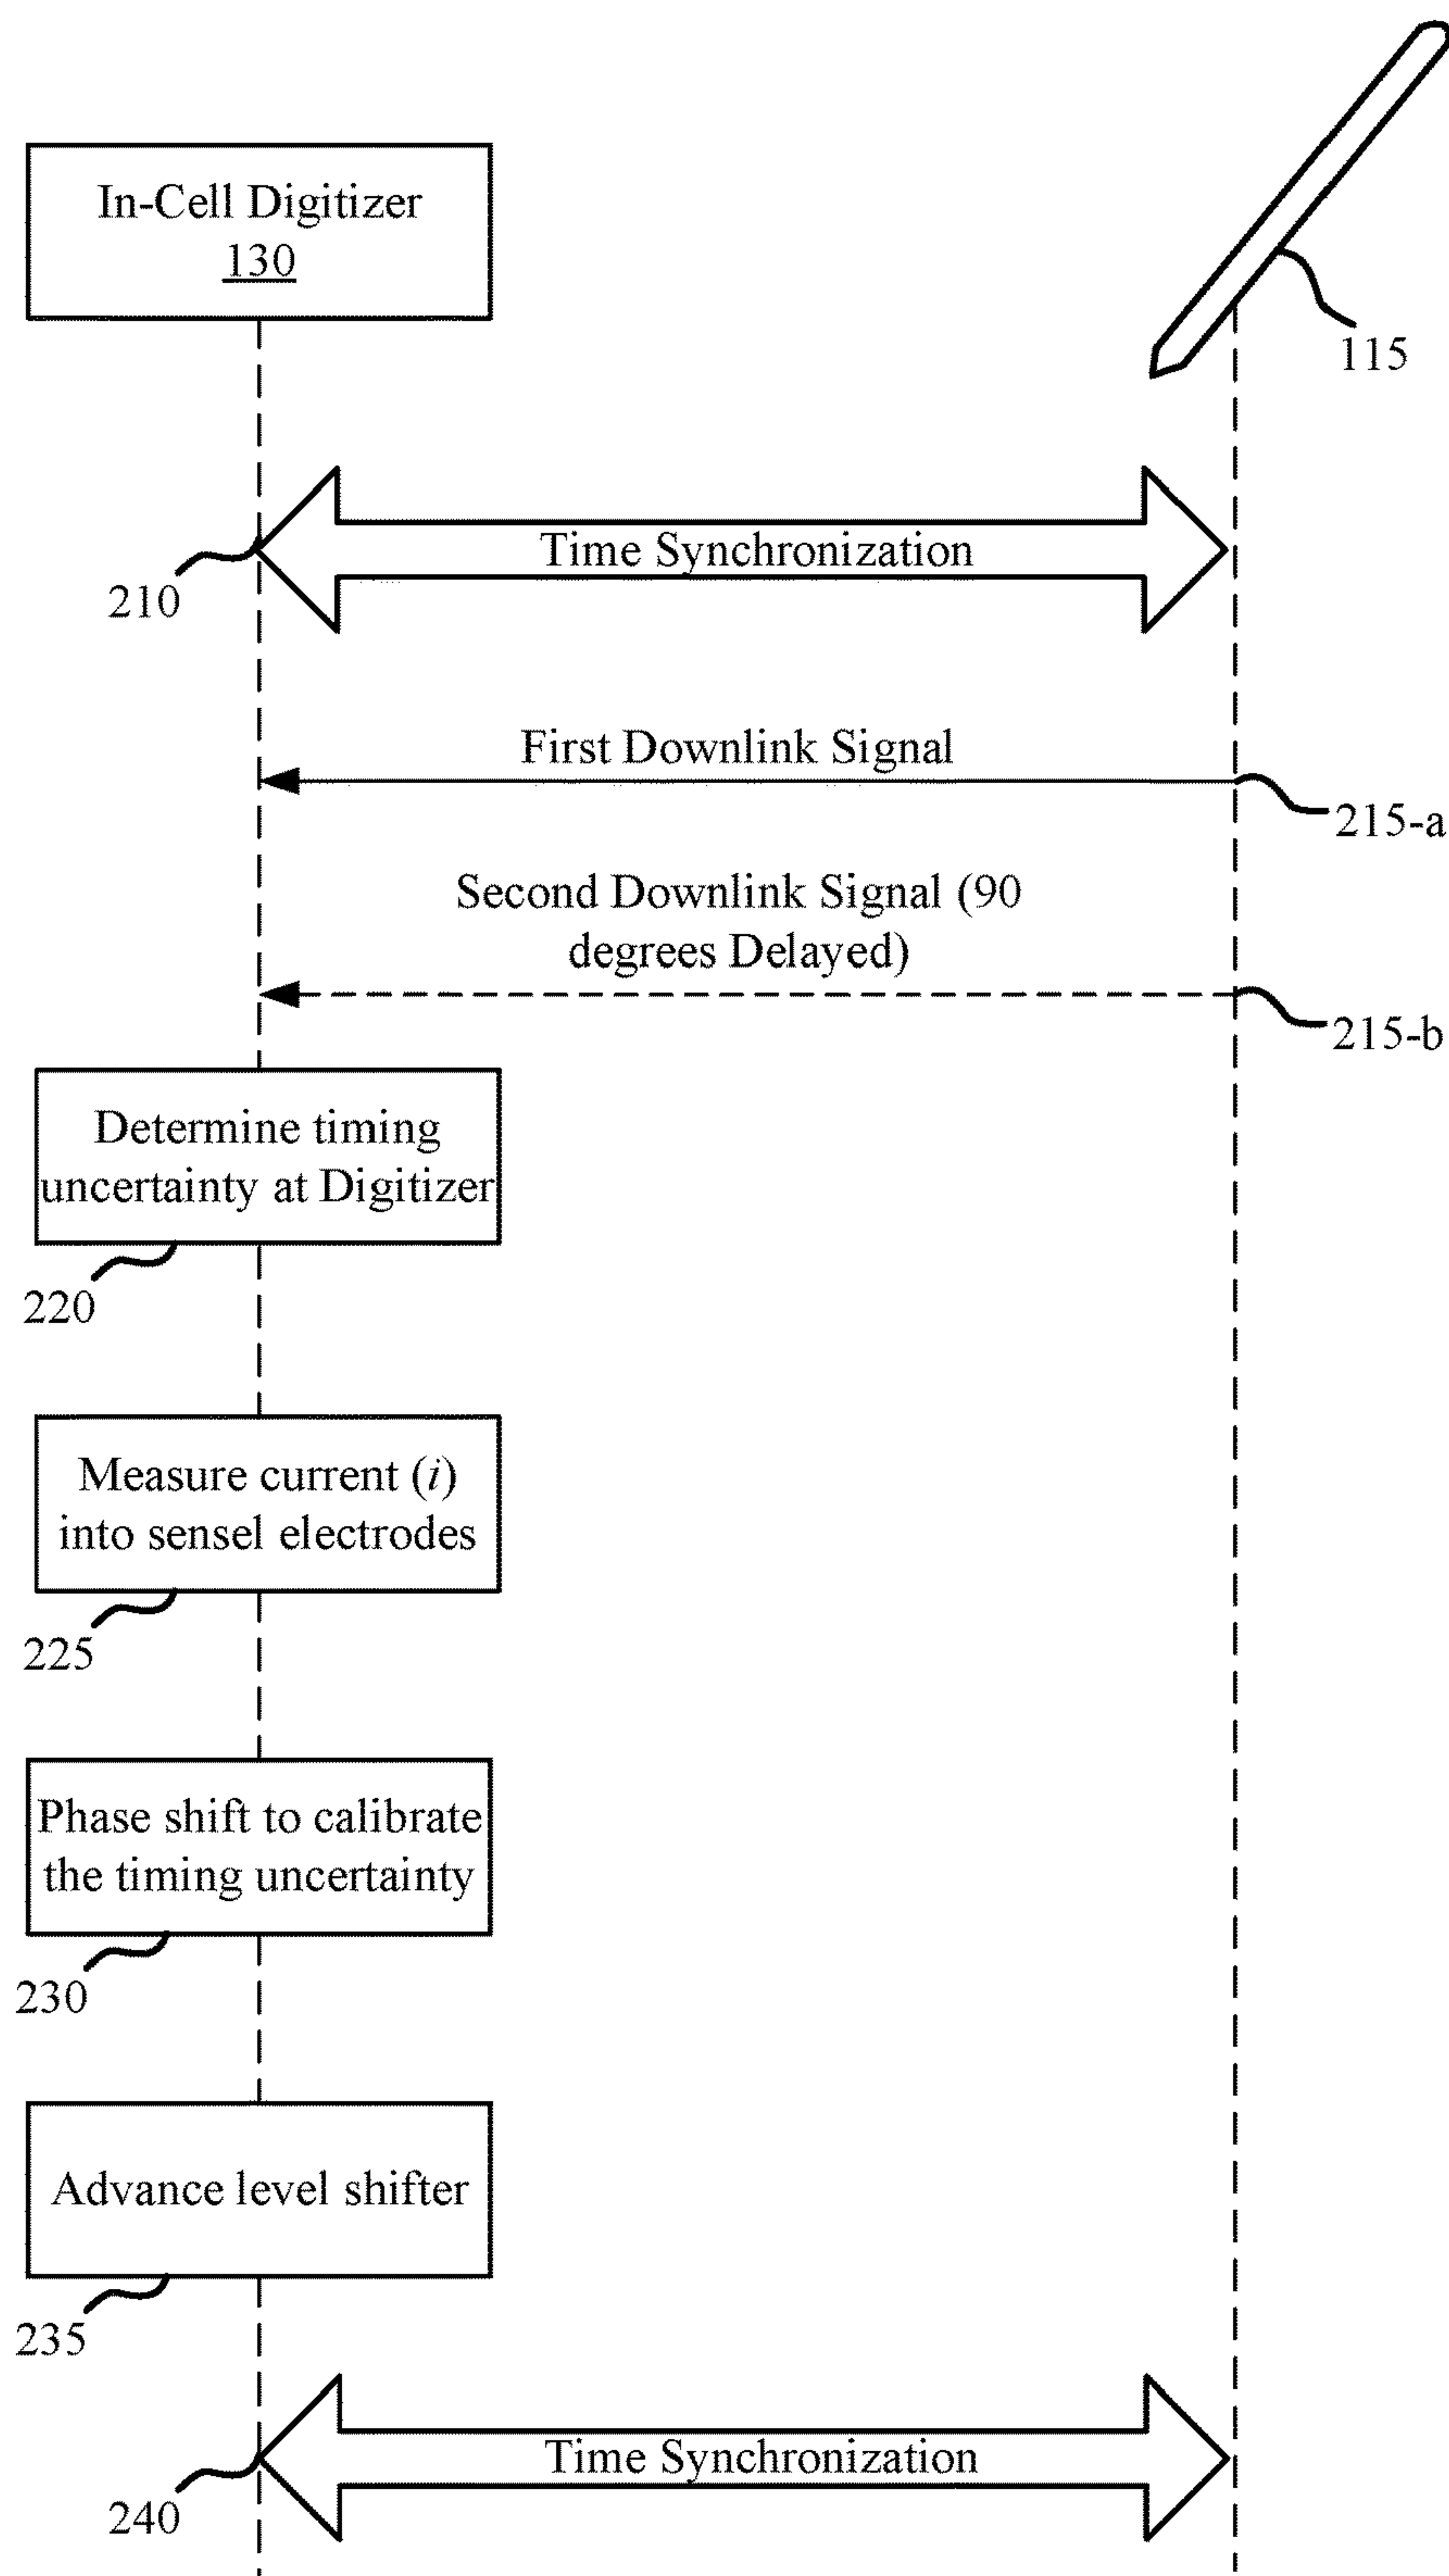 In-Cell Digitizer
130
115
Time Synchronization
210
First Downlink Signal
215-a
Second Downlink Signal (90
degrees Delayed)
215-b
Determine timing
uncertainty at Digitizer
220
Measure current (i)
into sensel electrodes
225
Phase shift to calibrate
the timing uncertainty
230
Advance level shifter
235
Time Synchronization
240